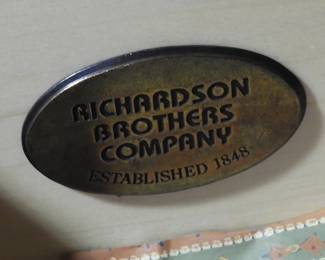 RICHARDSON
BROTHERS
COMPANY
ESTABLISHED 1848